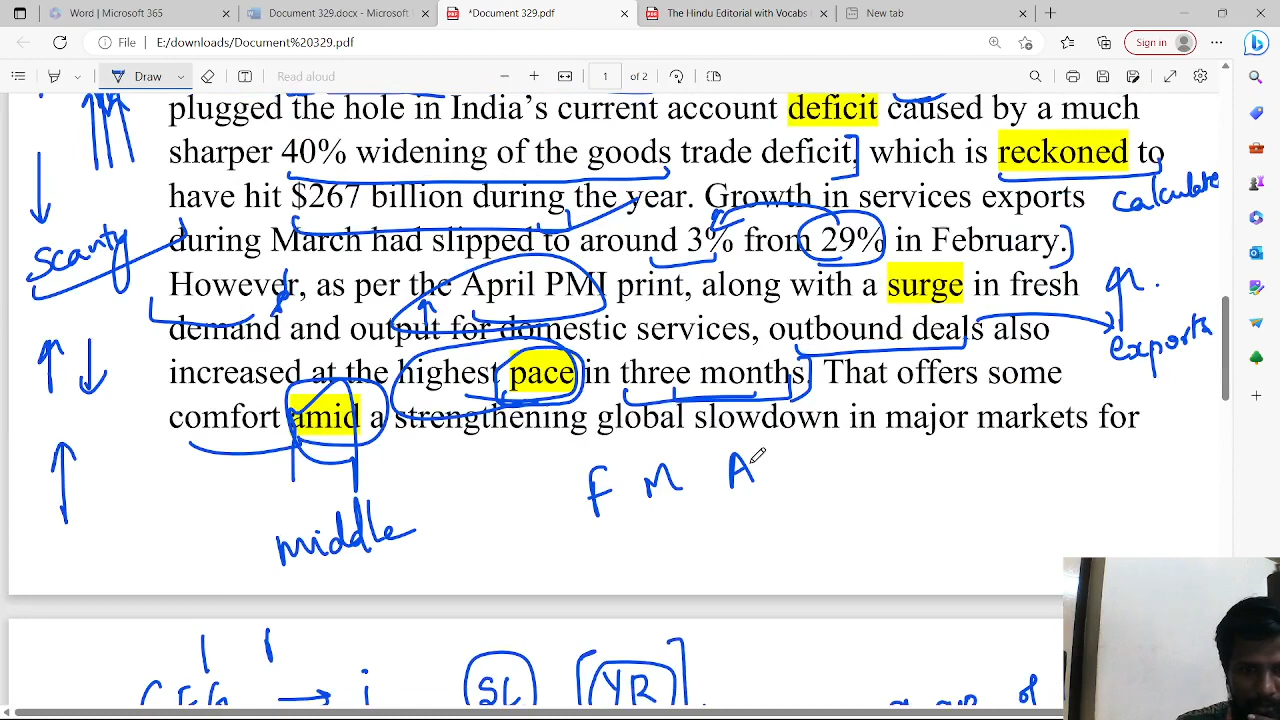 Word | Microsoft 365
Document 329.docx - Microsoft
*Document 329.pdf
The Hindu Editorial with Vocabs
New tab
File
E:/downloads/Document%20329.pdf
Sign in
Draw
Read aloud
1
of 2
plugged the hole in India's current account deficit caused by a much
sharper 40% widening of the goods trade deficit, which is reckoned to
have hit $267 billion during the year. Growth in services exports
calculate
during March had slipped to around 3% from 29% in February.
scanty
However, as per the April PMI print, along with a surge in fresh
demand and output for domestic services, outbound deals also
exports
increased at the highest pace in three months. That offers some
comfort amid a strengthening global slowdown in major markets for
F M A
middle
i
SL
YR
of